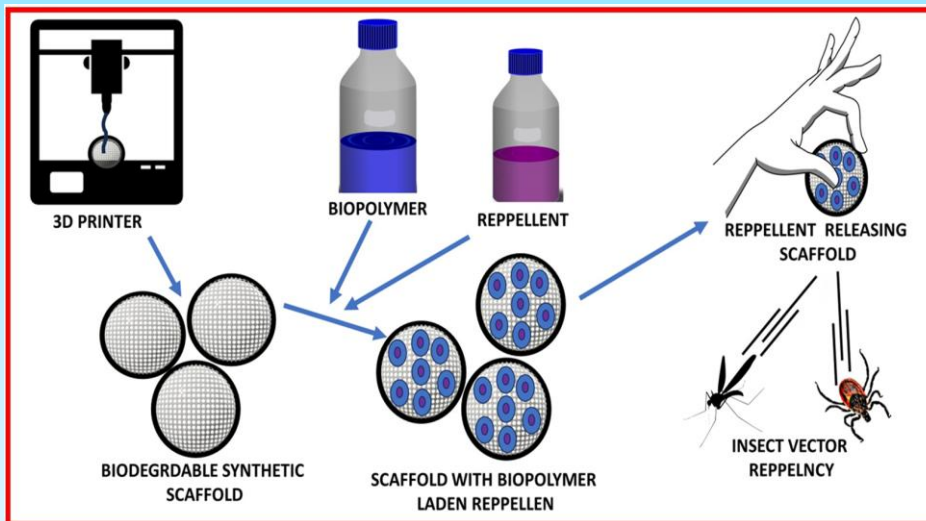 3D PRINTER
BIOPOLYMER
REPPELLENT
REPPELLENT RELEASING
SCAFFOLD
BIODEGRDABLE SYNTHETIC
SCAFFOLD
SCAFFOLD WITH BIOPOLYMER
LADEN REPPELLEN
INSECT VECTOR
REPPELNCY